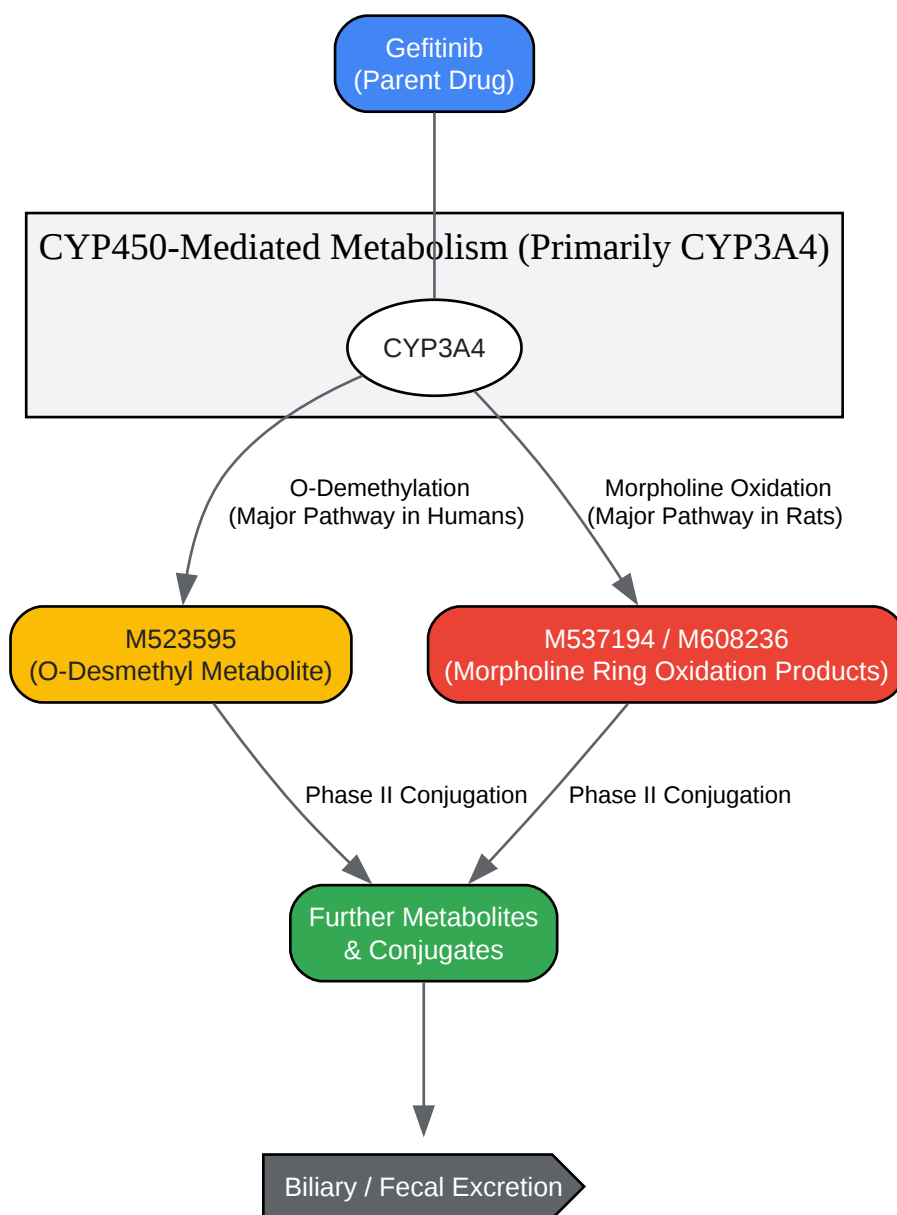 Gefitinib
(Parent Drug)
CYP450-Mediated Metabolism (Primarily CYP3A4)
CYP3A4
O-Demethylation
(Major Pathway in Humans)
Morpholine Oxidation
(Major Pathway in Rats)
M523595
(O-Desmethyl Metabolite)
M537194 / M608236
(Morpholine Ring Oxidation Products)
Phase II Conjugation
Phase II Conjugation
Further Metabolites
& Conjugates
Biliary / Fecal Excretion